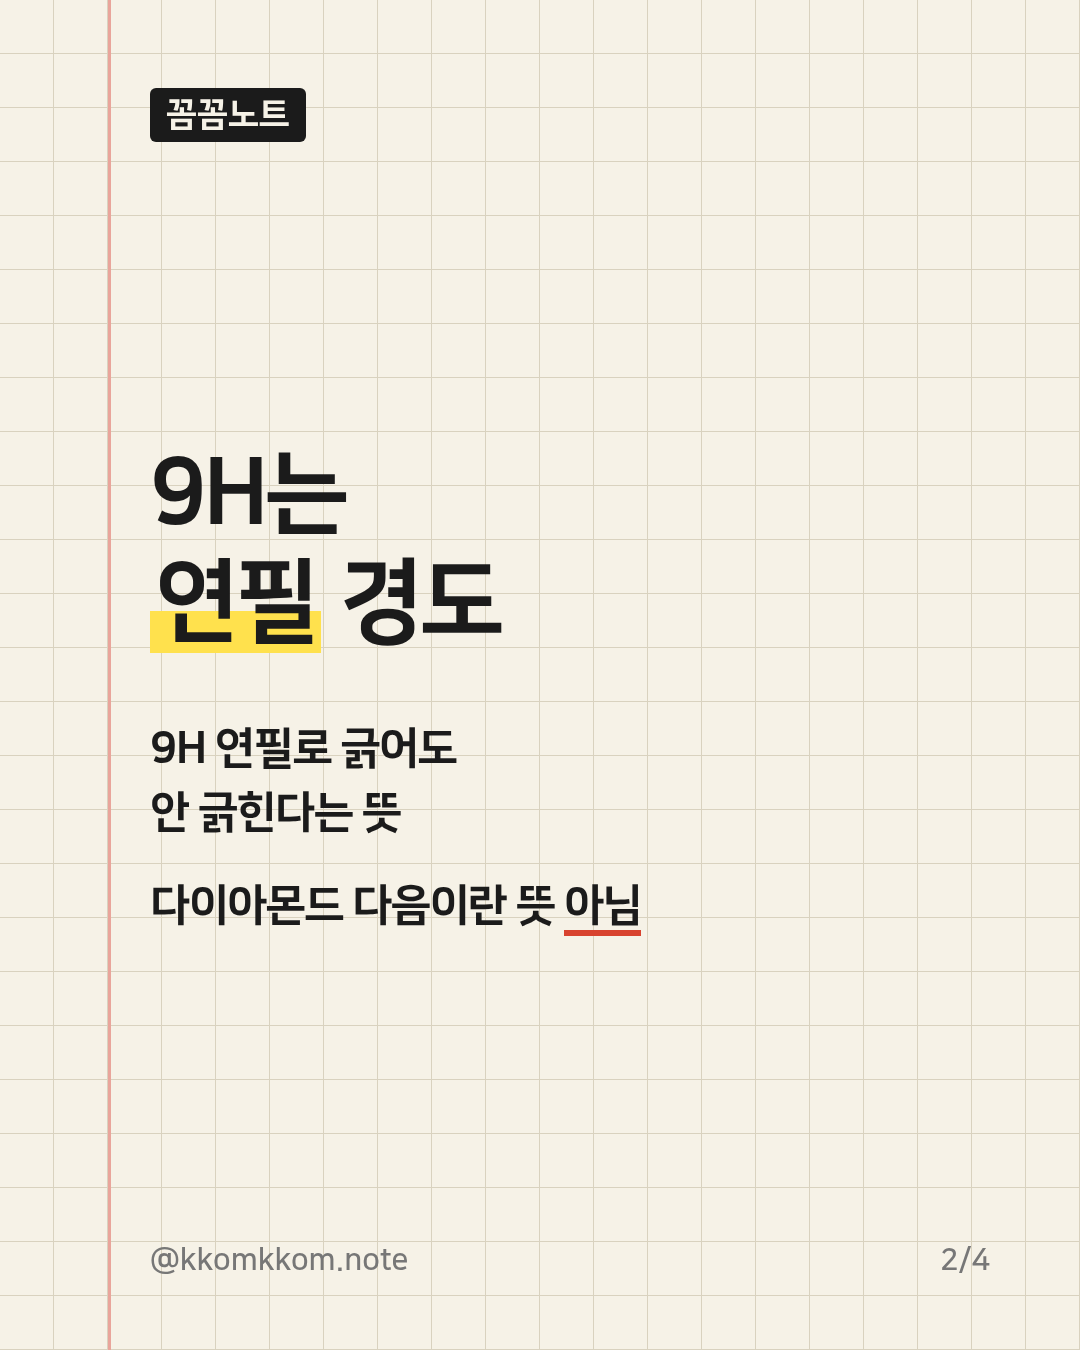 꼼꼼노트
9H는
연필 경도
9H 연필로 긁어도
안 긁힌다는 뜻
다이아몬드 다음이란 뜻 아님
@kkomkkom.note
2/4